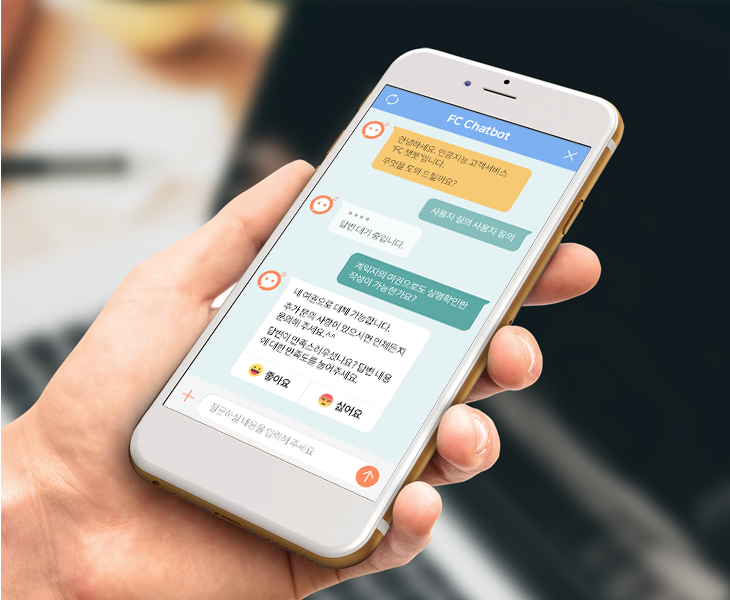 FC Chatbot
안녕하세요. 인공지능 고객서비스
'FC 챗봇'입니다.
무엇을 도와 드릴까요?
사용자 질의 사용자 질의
답변 대기 중입니다.
계약자의 여권으로도 실명확인란
작성이 가능한가요?
네 여권으로 대체 가능합니다.
추가 문의 사항이 있으시면 언제든지
문의해 주세요.^^
답변이 만족스러우셨나요? 답변 내용
에 대한 만족도를 눌러주세요.
좋아요
싫어요
질문하실 내용을 입력해 주세요